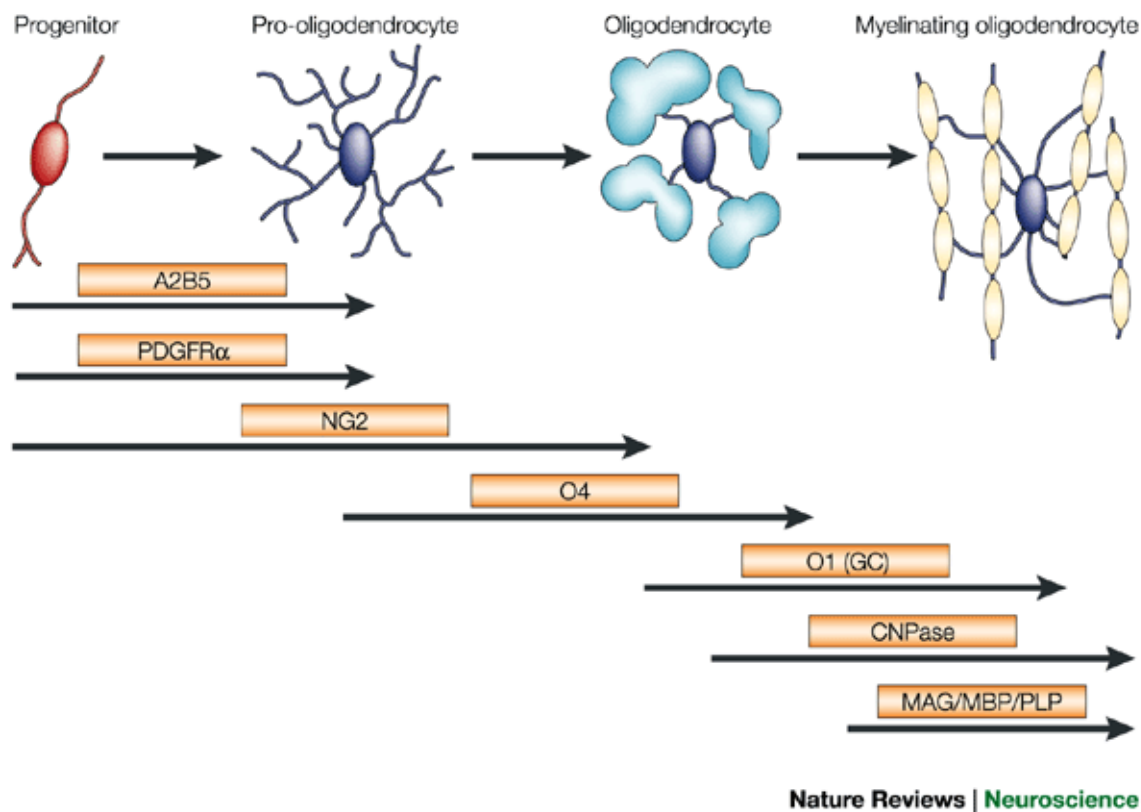 Progenitor
Pro-oligodendrocyte
Oligodendrocyte
Myelinating oligodendrocyte
A2B5
PDGFRα
NG2
O4
O1 (GC)
CNPase
MAG/MBP/PLP
Nature Reviews | Neuroscience